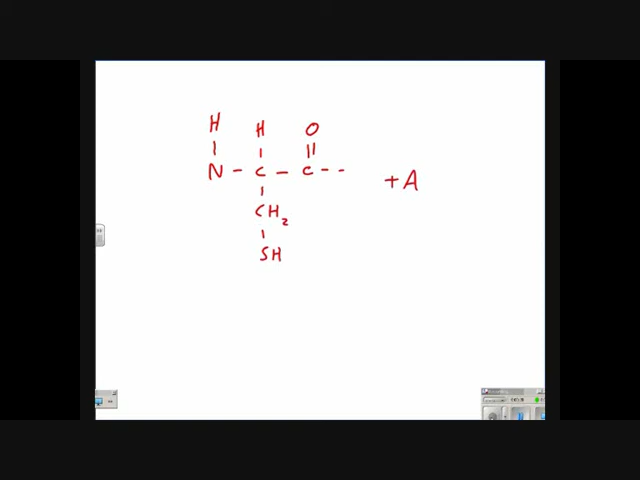 H H O
N - C - C - -
+ A
CH₂
SH